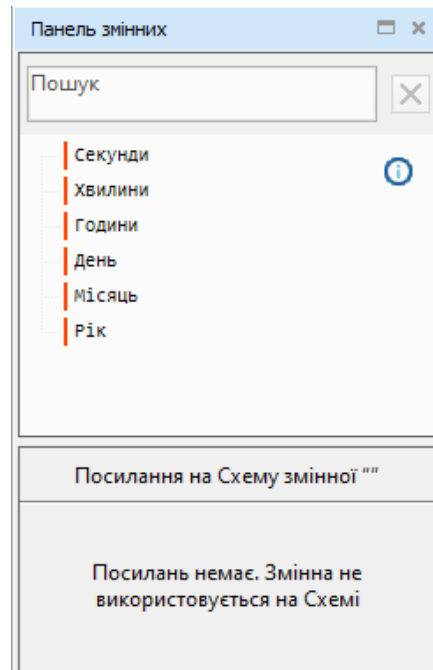 Панель змінних
Пошук
Секунди
Хвилини
Години
День
Місяць
Рік
Посилання на Схему змінної “”
Посилань немає. Змінна не
використовується на Схемі